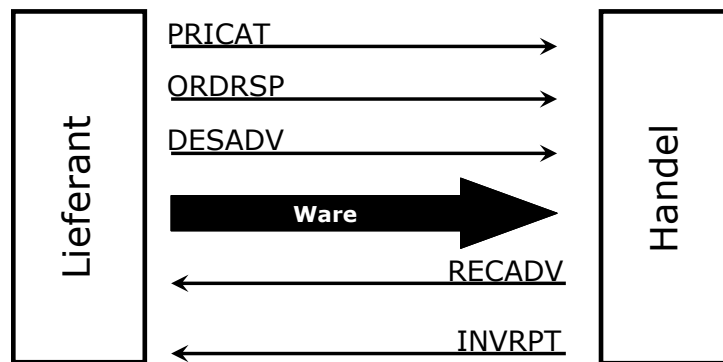 Lieferant
PRICAT
ORDRSP
DESADV
Ware
RECADV
INVRPT
Handel